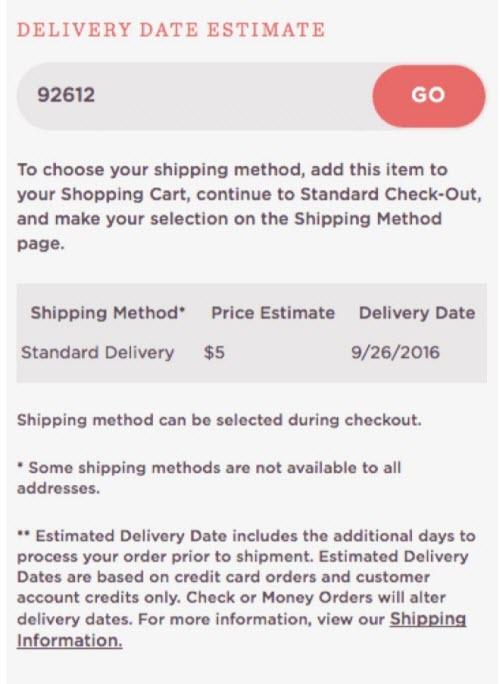 DELIVERY DATE ESTIMATE
92612 GO
To choose your shipping method, add this item to
your Shopping Cart, continue to Standard Check-Out,
and make your selection on the Shipping Method
page.
Shipping Method* Price Estimate Delivery Date
Standard Delivery $5 9/26/2016
Shipping method can be selected during checkout.
* Some shipping methods are not available to all
addresses.
** Estimated Delivery Date includes the additional days to
process your order prior to shipment. Estimated Delivery
Dates are based on credit card orders and customer
account credits only. Check or Money Orders will alter
delivery dates. For more information, view our Shipping
Information.